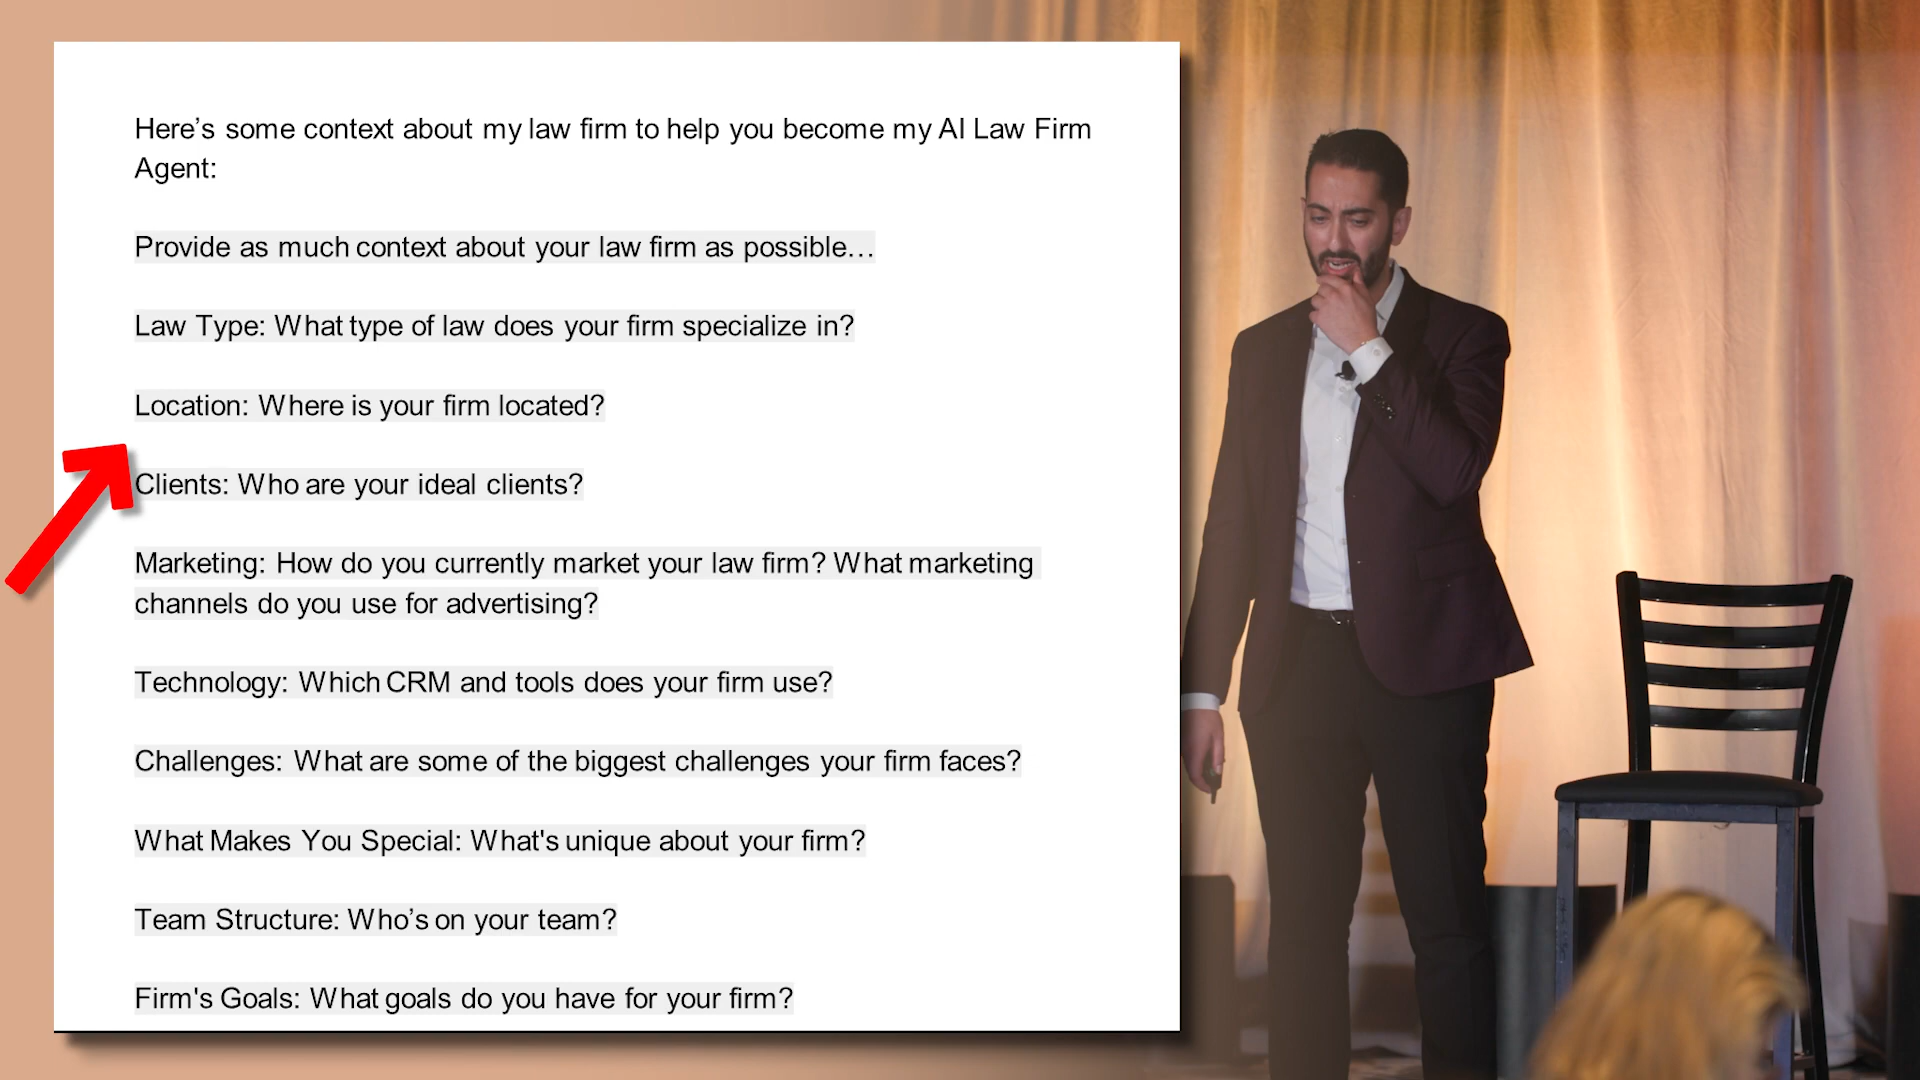 Here’s some context about my law firm to help you become my AI Law Firm
Agent:
Provide as much context about your law firm as possible…
Law Type: What type of law does your firm specialize in?
Location: Where is your firm located?
Clients: Who are your ideal clients?
Marketing: How do you currently market your law firm? What marketing
channels do you use for advertising?
Technology: Which CRM and tools does your firm use?
Challenges: What are some of the biggest challenges your firm faces?
What Makes You Special: What's unique about your firm?
Team Structure: Who’s on your team?
Firm's Goals: What goals do you have for your firm?